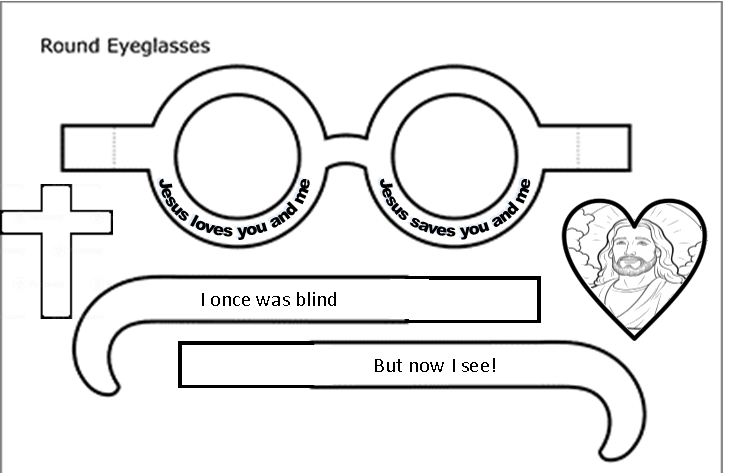 Round Eyeglasses
Jesus loves you and me
Jesus saves you and me
I once was blind
But now I see!